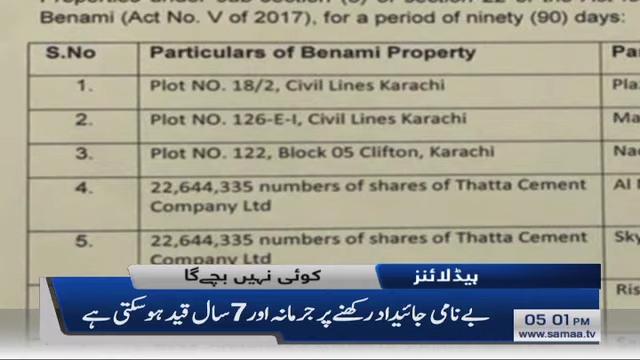 Benami (Act No. V of 2017), for a period of ninety (90) days:
S.No Particulars of Benami Property
1. Plot NO. 18/2, Civil Lines Karachi
2. Plot NO. 126-E-I, Civil Lines Karachi
3. Plot NO. 122, Block 05 Clifton, Karachi
4. 22,644,335 numbers of shares of Thatta Cement
Company Ltd
5. 22,644,335 numbers of shares of Thatta Cement
Company Ltd
ہیڈلائنز کوئی نہیں بچے گا
بے نامی جائیداد رکھنے پر جرمانہ اور 7 سال قید ہوسکتی ہے
05 01 PM
www.samaa.tv